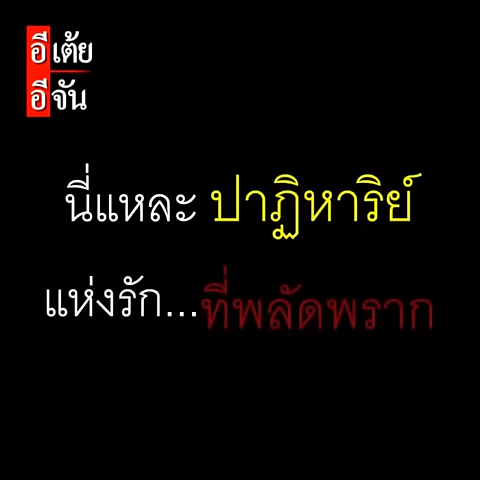 อีเต้ย
อีจัน
นี่แหละ ปาฏิหาริย์
แห่งรัก...ที่พลัดพราก